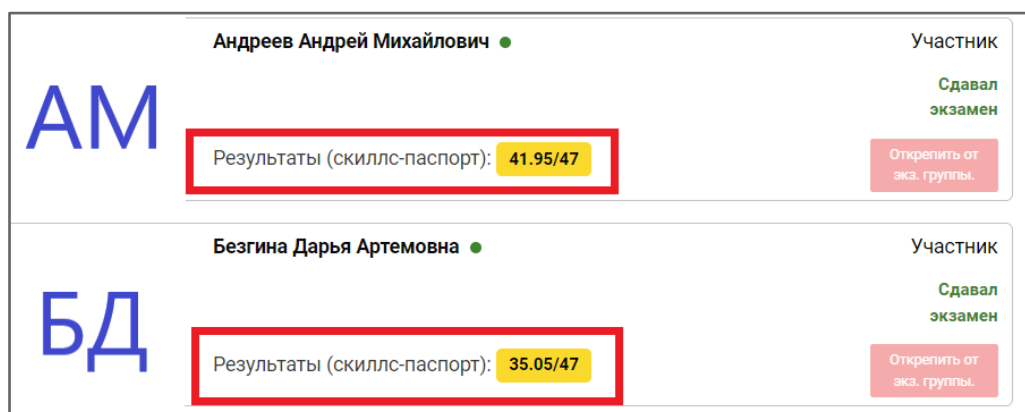 Андреев Андрей Михайлович
Участник
АМ
Сдавал
экзамен
Результаты (скиллс-паспорт): 41.95/47
Открепить от
экз. группы.
Безгина Дарья Артемовна
Участник
БД
Сдавал
экзамен
Результаты (скиллс-паспорт): 35.05/47
Открепить от
экз. группы.